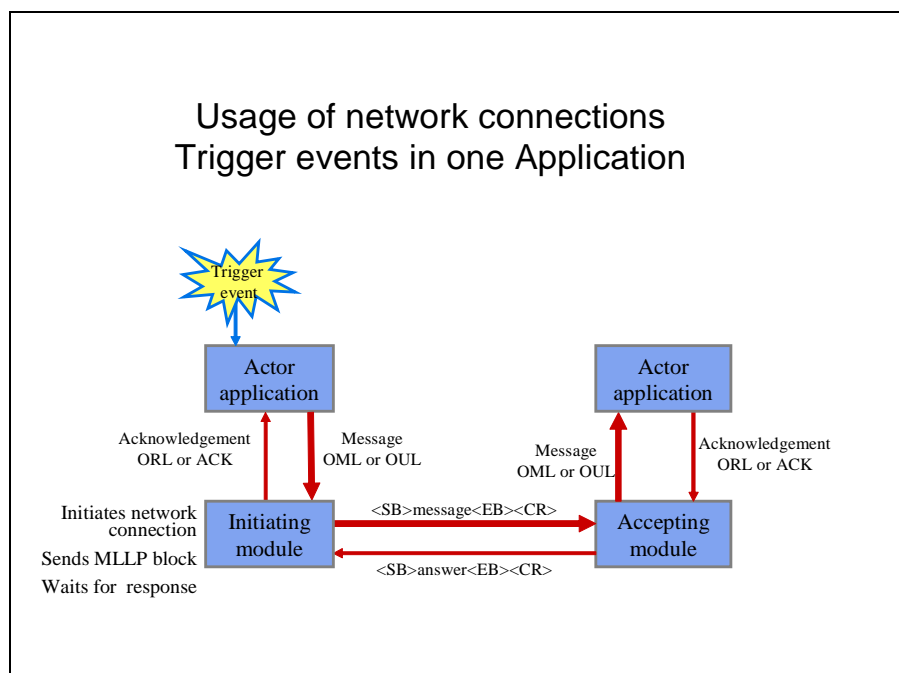 Usage of network connections
Trigger events in one Application
Trigger
event
Actor
application
Actor
application
Acknowledgement
ORL or ACK
Message
OML or OUL
Message
OML or OUL
Acknowledgement
ORL or ACK
Initiates network
connection
Sends MLLP block
Waits for response
Initiating
module
<SB>message<EB><CR>
<SB>answer<EB><CR>
Accepting
module